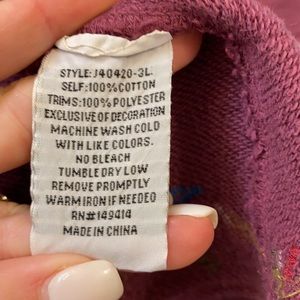 STYLE: J40420-3L
SELF:100%COTTON
TRIMS:100%POLYESTER
EXCLUSIVE OF DECORATION
MACHINE WASH COLD
WITH LIKE COLORS.
NO BLEACH
TUMBLE DRY LOW
REMOVE PROMPTLY
WARM IRON IF NEEDED
RN#149414
MADE IN CHINA